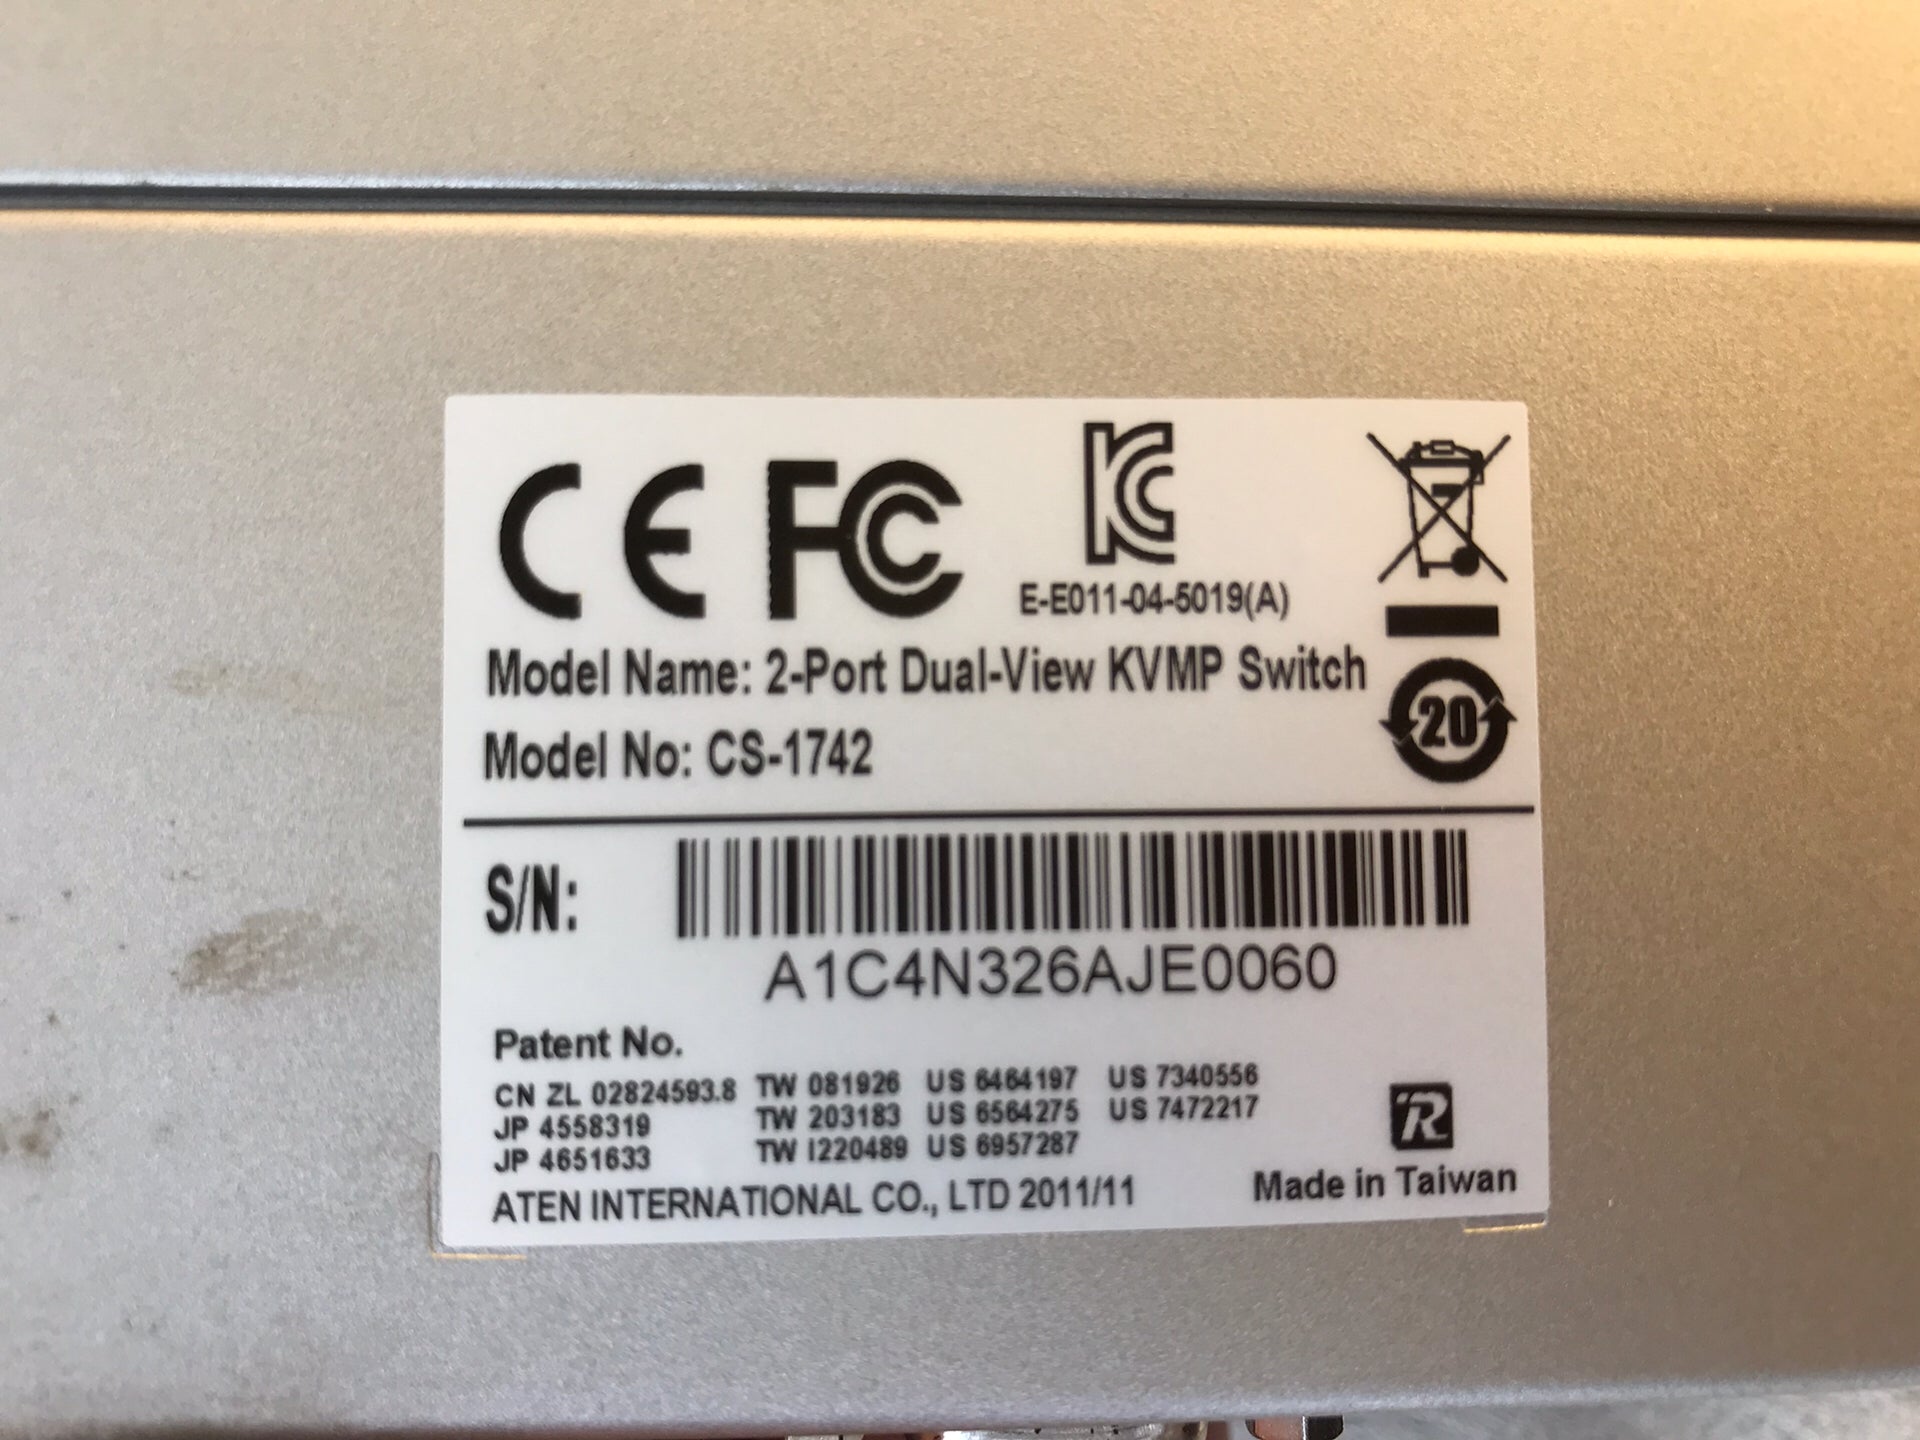 CE FC KC
E-E011-04-5019(A)
Model Name: 2-Port Dual-View KVMP Switch
Model No: CS-1742
20
S/N:
A1C4N326AJE0060
Patent No.
CN ZL 02824593.8 TW 081926 US 6464197 US 7340556
JP 4558319 TW 203183 US 6564275 US 7472217
JP 4651633 TW I220489 US 6957287
R
ATEN INTERNATIONAL CO., LTD 2011/11 Made in Taiwan